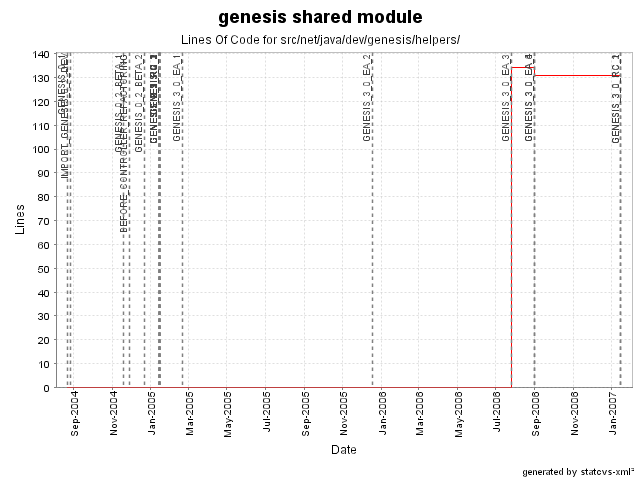 genesis shared module
Lines Of Code for src/net/java/dev/genesis/helpers/
140
130
120
110
100
90
80
70
60
50
40
30
20
10
0
Lines
BEFORE_CONTROLLER_REFACTORING
GENESIS_0_2_BETA_2
GENESIS_3_0_EA_1
GENESIS_3_0_EA_2
GENESIS_3_0_EA_3
Sep-2004
Nov-2004
Jan-2005
Mar-2005
May-2005
Jul-2005
Sep-2005
Nov-2005
Jan-2006
Mar-2006
May-2006
Jul-2006
Sep-2006
Nov-2006
Jan-2007
Date
generated by statcvs-xml²